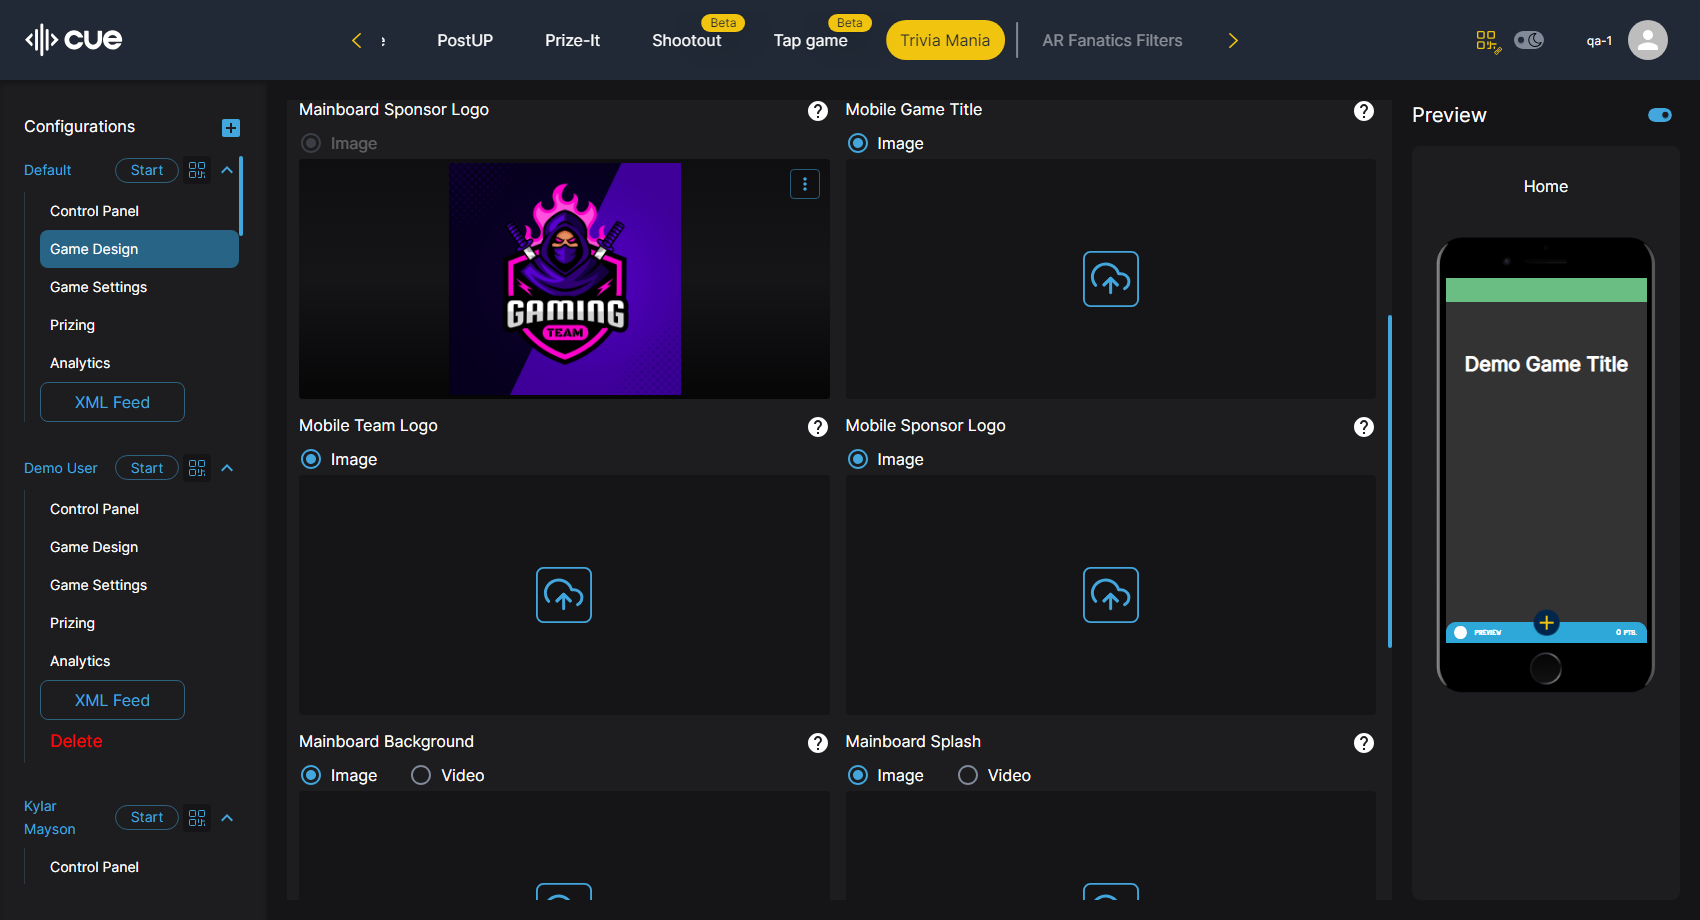 cue
PostUP
Prize-It
Beta
Shootout
Beta
Tap game
Trivia Mania
AR Fanatics Filters
qa-1
Configurations
Default
Start
Control Panel
Game Design
Game Settings
Prizing
Analytics
XML Feed
Demo User
Start
Control Panel
Game Design
Game Settings
Prizing
Analytics
XML Feed
Delete
Kylar
Mayson
Start
Control Panel
Mainboard Sponsor Logo
Image
GAMING
TEAM
Mobile Game Title
Image
Mobile Team Logo
Image
Mobile Sponsor Logo
Image
Mainboard Background
Image
Video
Mainboard Splash
Image
Video
Preview
Home
Demo Game Title
PREVIEW
0 PTS.